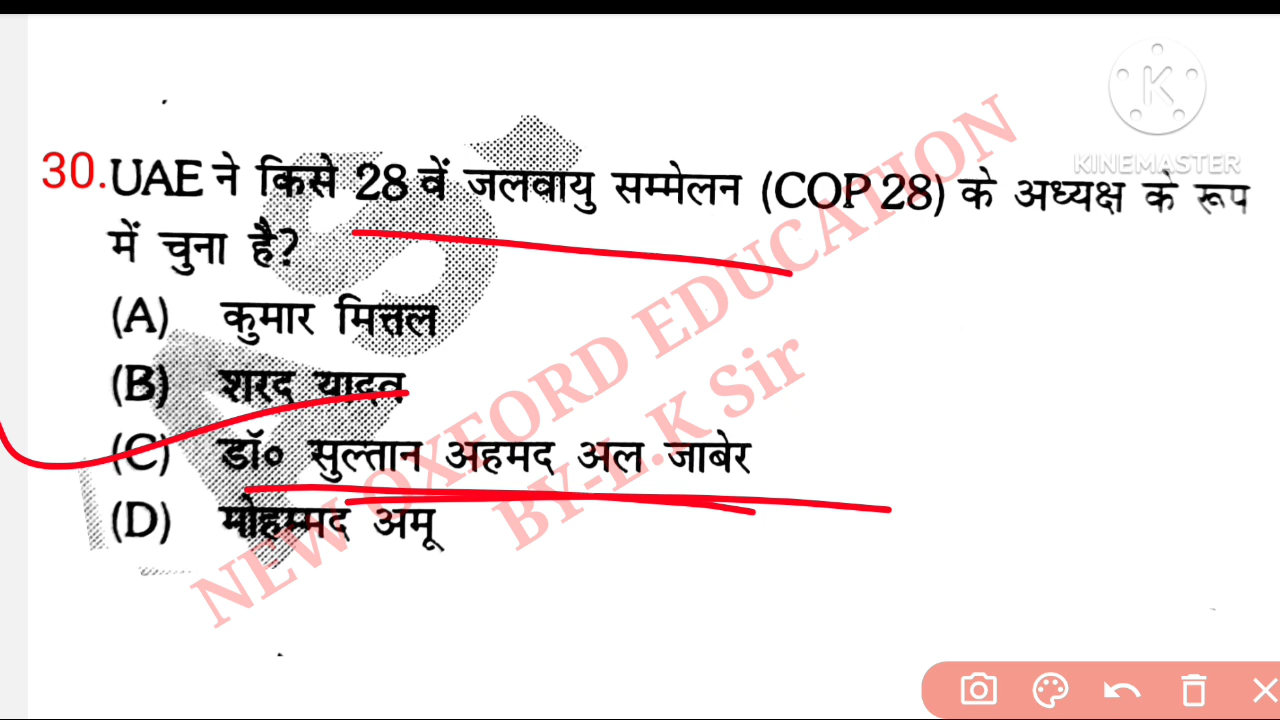 KINEMASTER
30. UAE ने किसे 28 वें जलवायु सम्मेलन (COP 28) के अध्यक्ष के रूप
में चुना है?
(A) कुमार मित्तल
(B) शरद यादव
(C) डॉ० सुल्तान अहमद अल जाबेर
(D) मोहम्मद अमू
NEW OXFORD EDUCATION
BY-L.K Sir